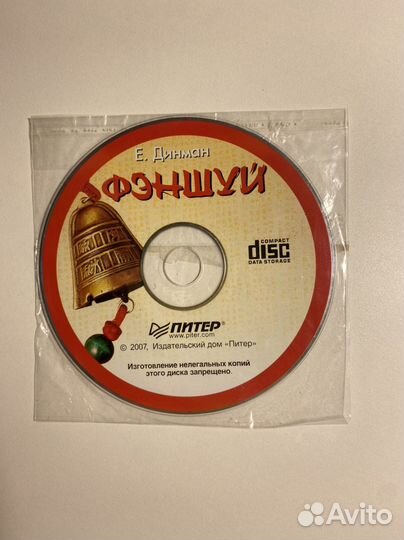 Е. Динман
ФЭНШУЙ
COMPACT
disc
DATA STORAGE
ПИТЕР
www.piter.com
© 2007, Издательский дом «Питер»
Изготовление нелегальных копий
этого диска запрещено.
Avito